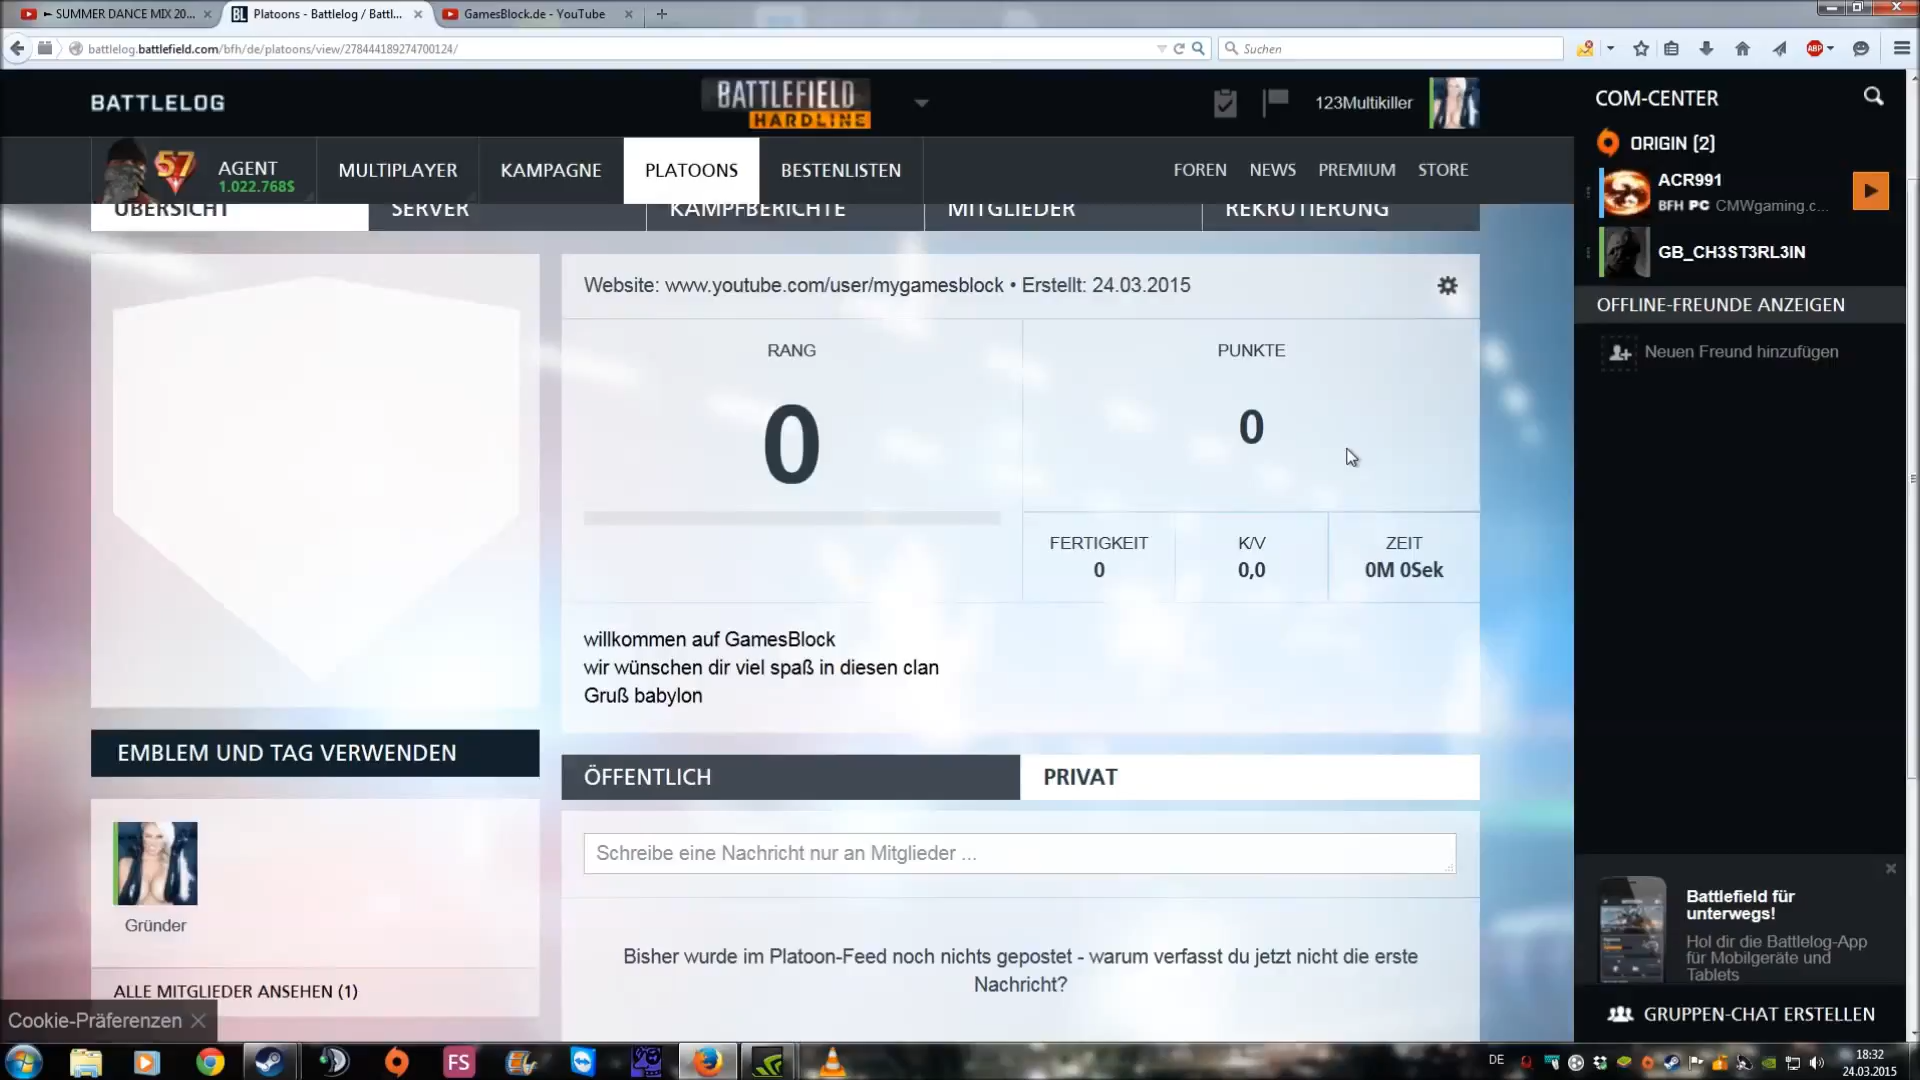 ► SUMMER DANCE MIX 20...
Platoons - Battlelog / Battl...
GamesBlock.de - YouTube
battlelog.battlefield.com/bfh/de/platoons/view/278444189274700124/
Suchen
ABP
BATTLELOG
BATTLEFIELD
HARDLINE
123Multikiller
57
AGENT
1.022.768$
MULTIPLAYER
KAMPAGNE
PLATOONS
BESTENLISTEN
FOREN
NEWS
PREMIUM
STORE
ÜBERSICHT
SERVER
KAMPFBERICHTE
MITGLIEDER
REKRUTIERUNG
Website: www.youtube.com/user/mygamesblock • Erstellt: 24.03.2015
RANG
0
PUNKTE
0
FERTIGKEIT
0
K/V
0,0
ZEIT
0M 0Sek
willkommen auf GamesBlock
wir wünschen dir viel spaß in diesen clan
Gruß babylon
EMBLEM UND TAG VERWENDEN
Gründer
ALLE MITGLIEDER ANSEHEN (1)
ÖFFENTLICH
PRIVAT
Schreibe eine Nachricht nur an Mitglieder ...
Bisher wurde im Platoon-Feed noch nichts gepostet - warum verfasst du jetzt nicht die erste
Nachricht?
COM-CENTER
ORIGIN [2]
ACR991
BFH PC CMWgaming.c...
GB_CH3ST3RL3IN
OFFLINE-FREUNDE ANZEIGEN
Neuen Freund hinzufügen
Battlefield für
unterwegs!
Hol dir die Battlelog-App
für Mobilgeräte und
Tablets
GRUPPEN-CHAT ERSTELLEN
Cookie-Präferenzen
FS
DE
18:32
24.03.2015